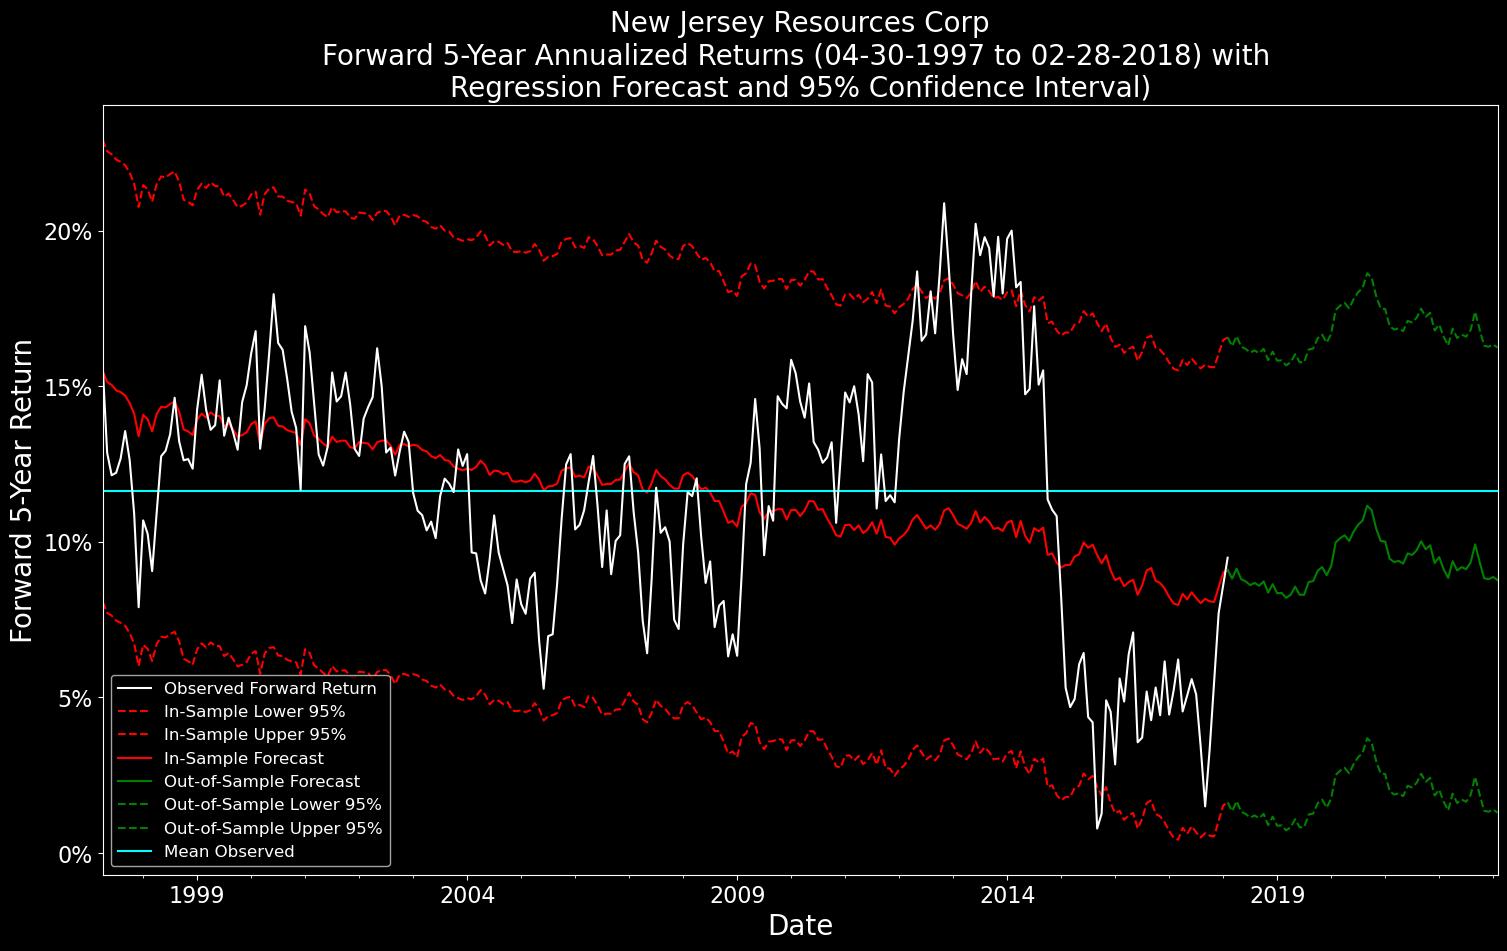 New Jersey Resources Corp
Forward 5-Year Annualized Returns (04-30-1997 to 02-28-2018) with
Regression Forecast and 95% Confidence Interval)
Forward 5-Year Return
20%
15%
10%
5%
0%
Observed Forward Return
In-Sample Lower 95%
In-Sample Upper 95%
In-Sample Forecast
Out-of-Sample Forecast
Out-of-Sample Lower 95%
Out-of-Sample Upper 95%
Mean Observed
1999
2004
2009
2014
2019
Date